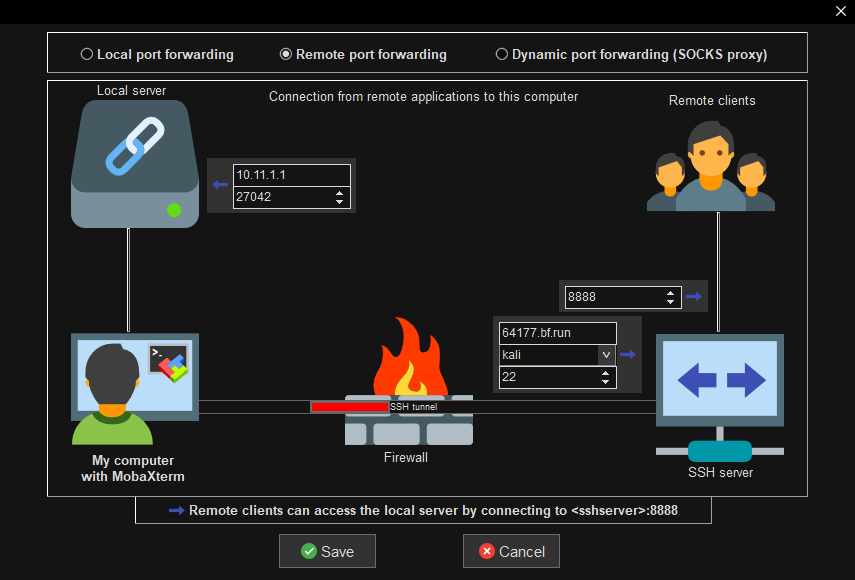 Local port forwarding
Remote port forwarding
Dynamic port forwarding (SOCKS proxy)
Local server
Connection from remote applications to this computer
Remote clients
10.11.1.1
27042
8888
64177.bf.run
kali
22
>_
SSH tunnel
My computer
with MobaXterm
Firewall
SSH server
Remote clients can access the local server by connecting to <sshserver>:8888
Save
Cancel